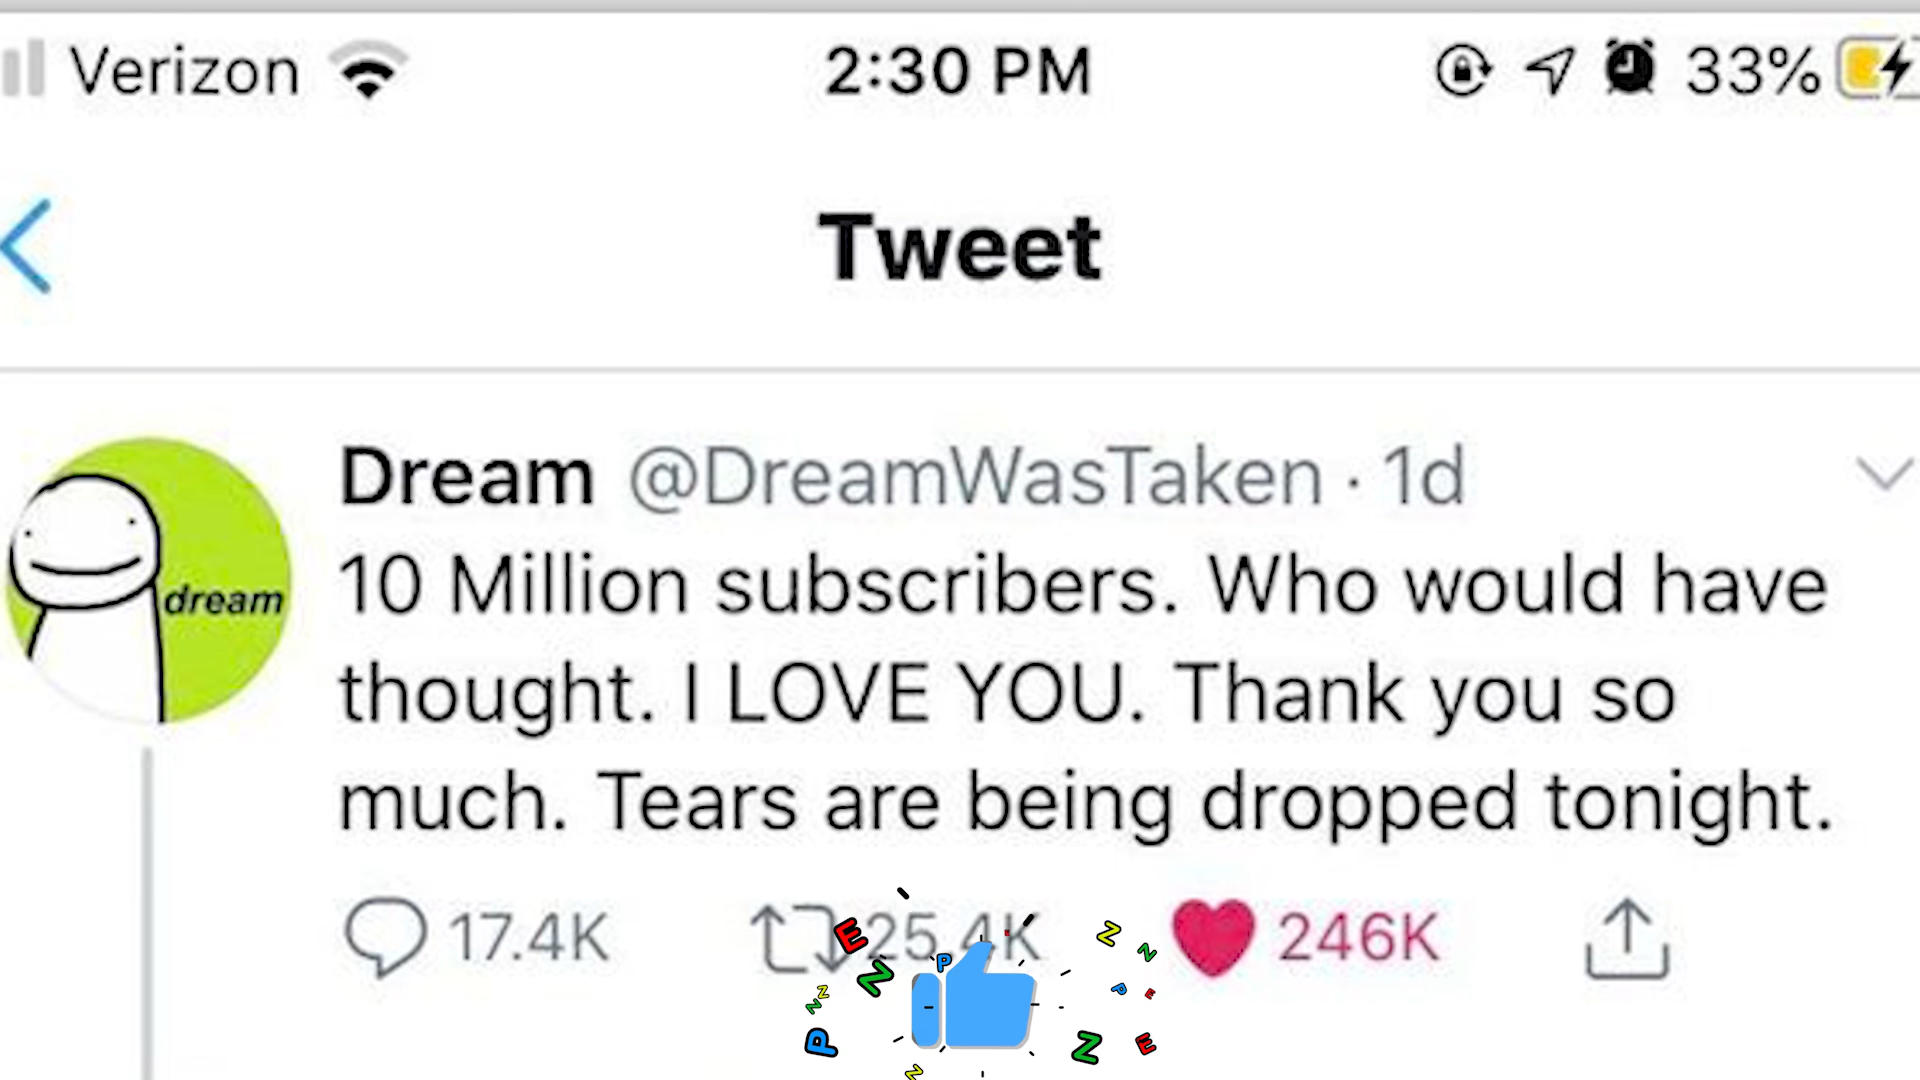 Verizon 2:30 PM 33%
Tweet
Dream @DreamWasTaken · 1d
dream
10 Million subscribers. Who would have
thought. I LOVE YOU. Thank you so
much. Tears are being dropped tonight.
17.4K 25.4K 246K
E Z P Z Z Z P
Z Z P E Z E